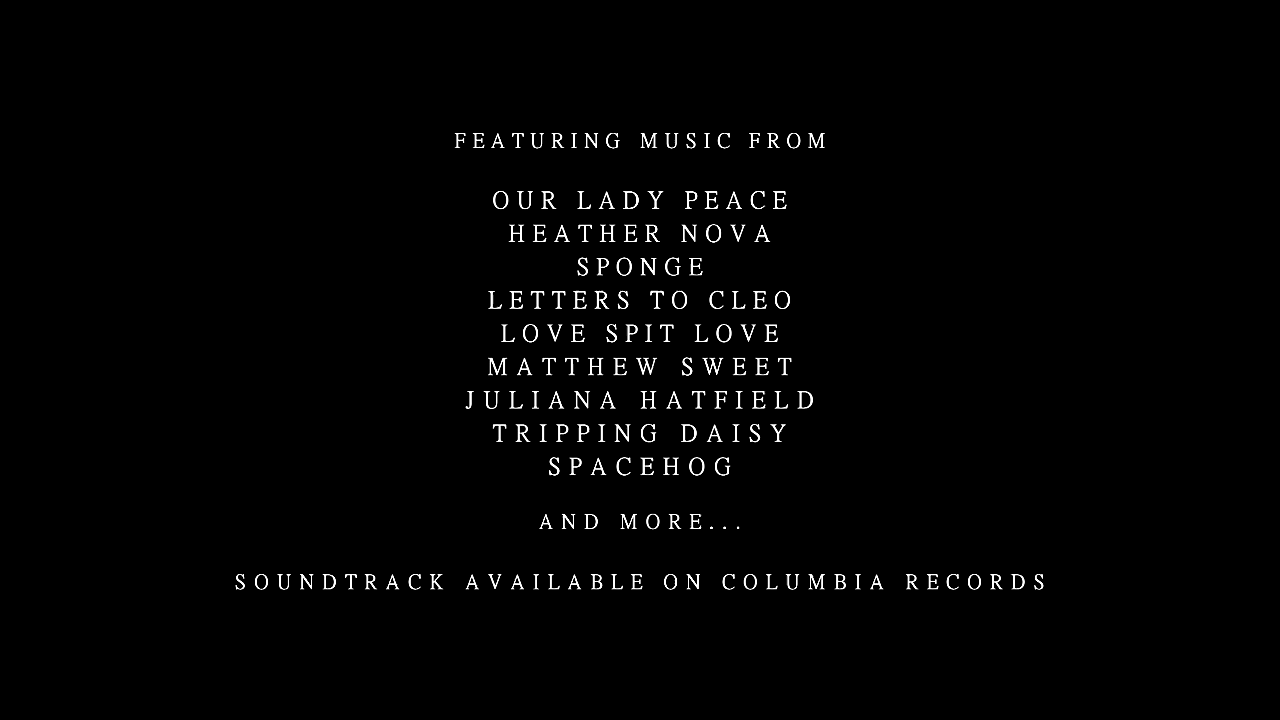 FEATURING MUSIC FROM
OUR LADY PEACE
HEATHER NOVA
SPONGE
LETTERS TO CLEO
LOVE SPIT LOVE
MATTHEW SWEET
JULIANA HATFIELD
TRIPPING DAISY
SPACEHOG
AND MORE...
SOUNDTRACK AVAILABLE ON COLUMBIA RECORDS